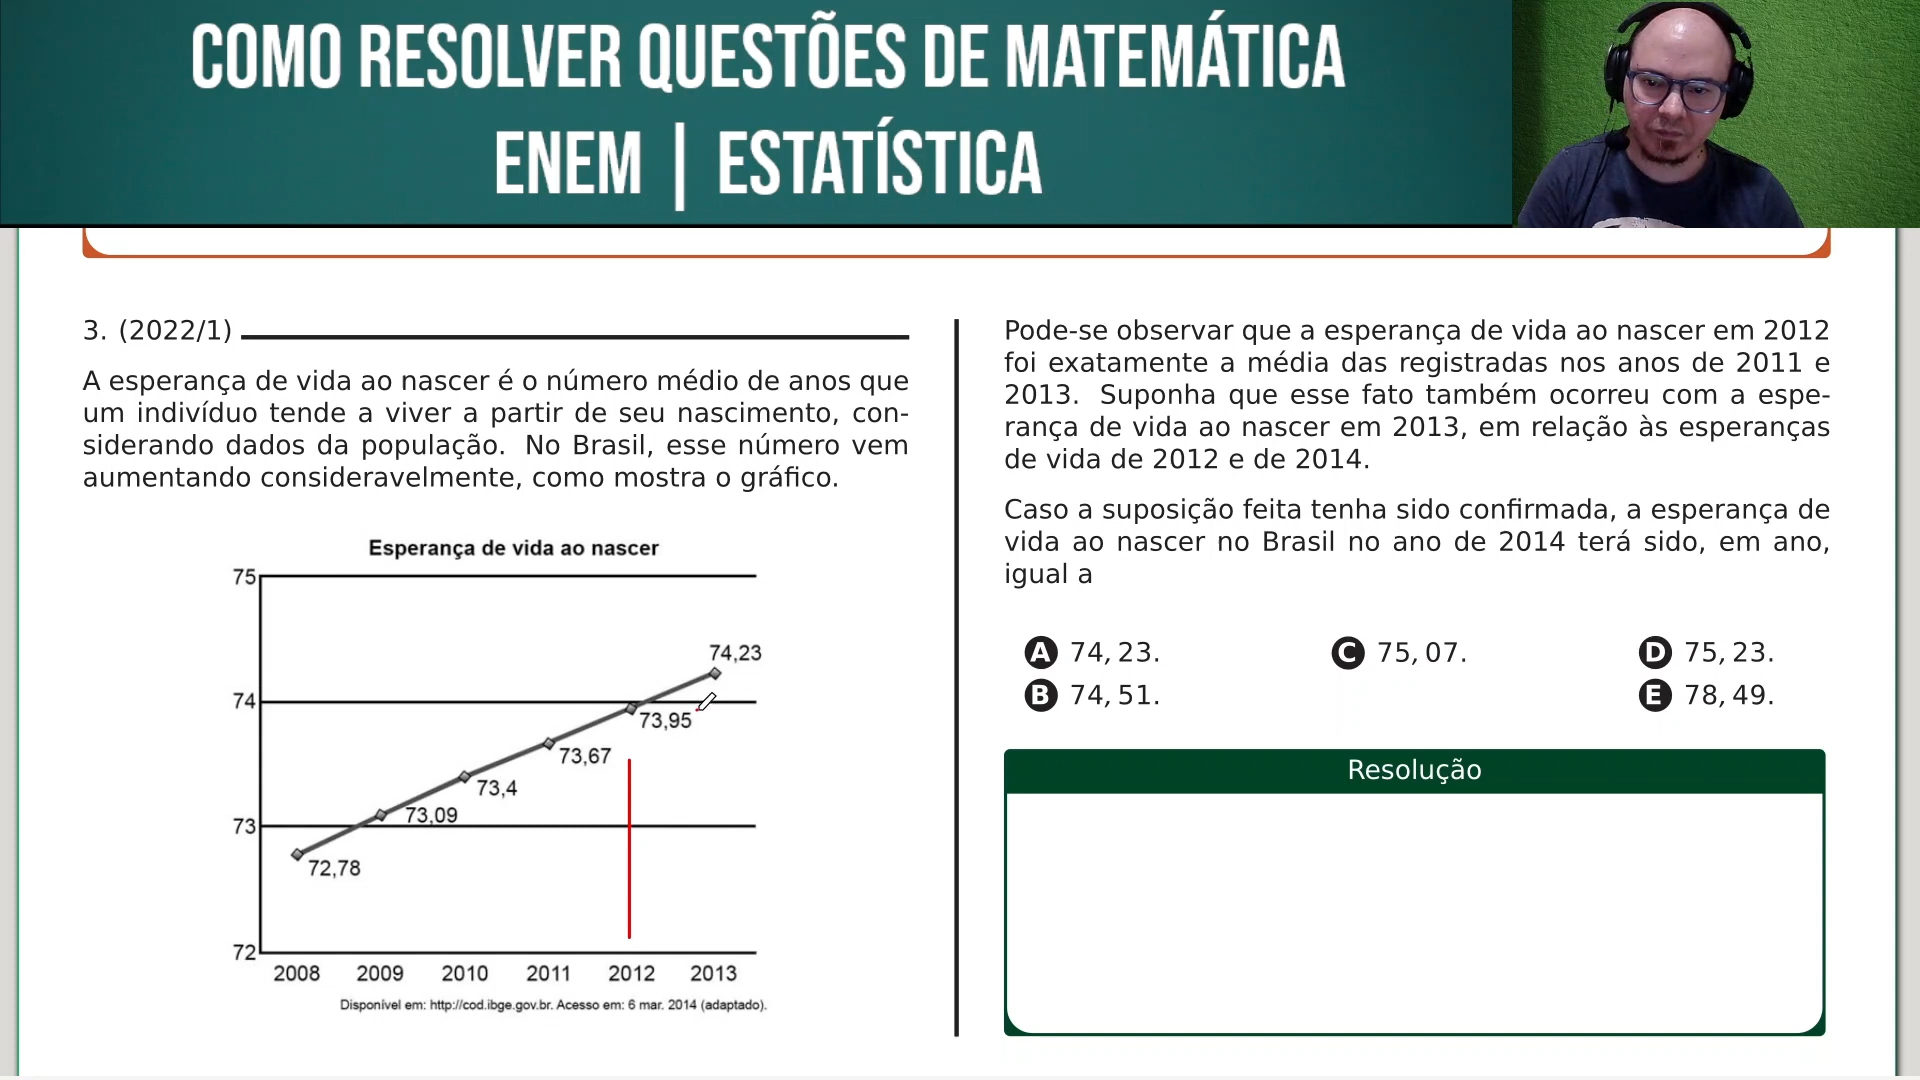 COMO RESOLVER QUESTÕES DE MATEMÁTICA
ENEM | ESTATÍSTICA
3. (2022/1)
A esperança de vida ao nascer é o número médio de anos que
um indivíduo tende a viver a partir de seu nascimento, con-
siderando dados da população. No Brasil, esse número vem
aumentando consideravelmente, como mostra o gráfico.
Esperança de vida ao nascer
75
74,23
74
73,95
73,67
73,4
73,09
73
72,78
72
2008 2009 2010 2011 2012 2013
Disponível em: http://cod.ibge.gov.br. Acesso em: 6 mar. 2014 (adaptado).
Pode-se observar que a esperança de vida ao nascer em 2012
foi exatamente a média das registradas nos anos de 2011 e
2013. Suponha que esse fato também ocorreu com a espe-
rança de vida ao nascer em 2013, em relação às esperanças
de vida de 2012 e de 2014.
Caso a suposição feita tenha sido confirmada, a esperança de
vida ao nascer no Brasil no ano de 2014 terá sido, em ano,
igual a
A 74, 23. C 75, 07. D 75, 23.
B 74, 51. E 78, 49.
Resolução